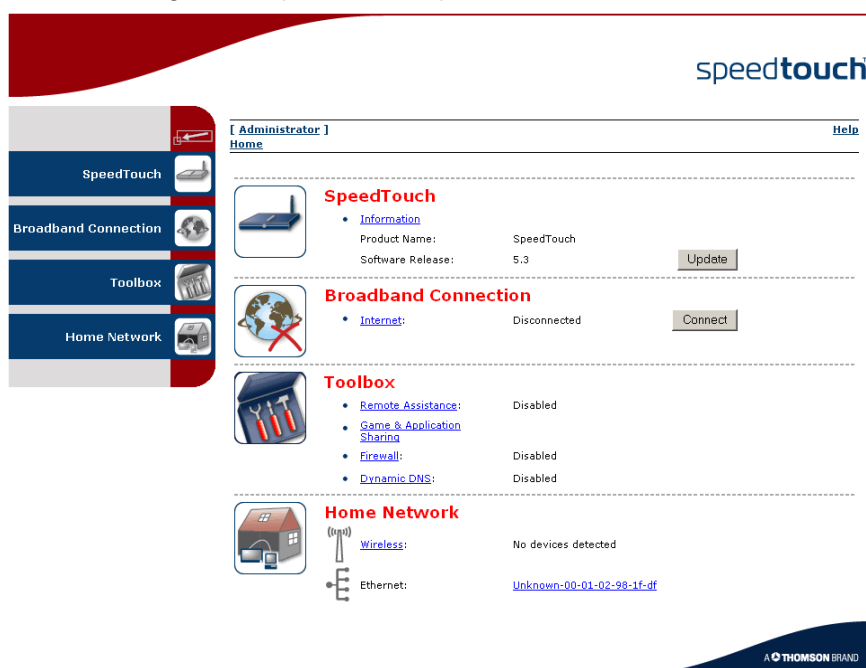 speedtouch
[ Administrator ] Help
Home
SpeedTouch
Broadband Connection
Toolbox
Home Network
SpeedTouch
Information
Product Name: SpeedTouch
Software Release: 5.3 Update
Broadband Connection
Internet: Disconnected Connect
Toolbox
Remote Assistance: Disabled
Game & Application
Sharing
Firewall: Disabled
Dynamic DNS: Disabled
Home Network
Wireless: No devices detected
Ethernet: Unknown-00-01-02-98-1f-df
A THOMSON BRAND